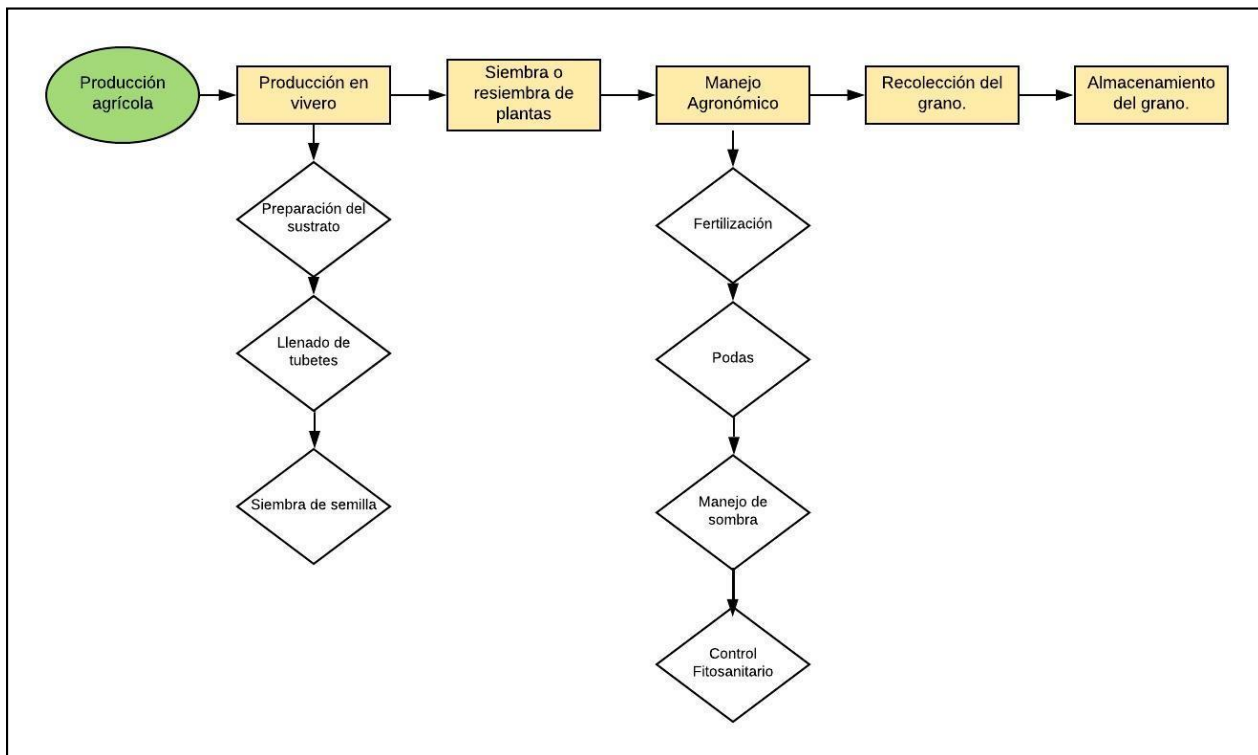 Producción
agrícola
Producción en
vivero
Siembra o
resiembra de
plantas
Manejo
Agronómico
Recolección del
grano.
Almacenamiento
del grano.
Preparación del
sustrato
Llenado de
tubetes
Siembra de semilla
Fertilización
Podas
Manejo de
sombra
Control
Fitosanitario